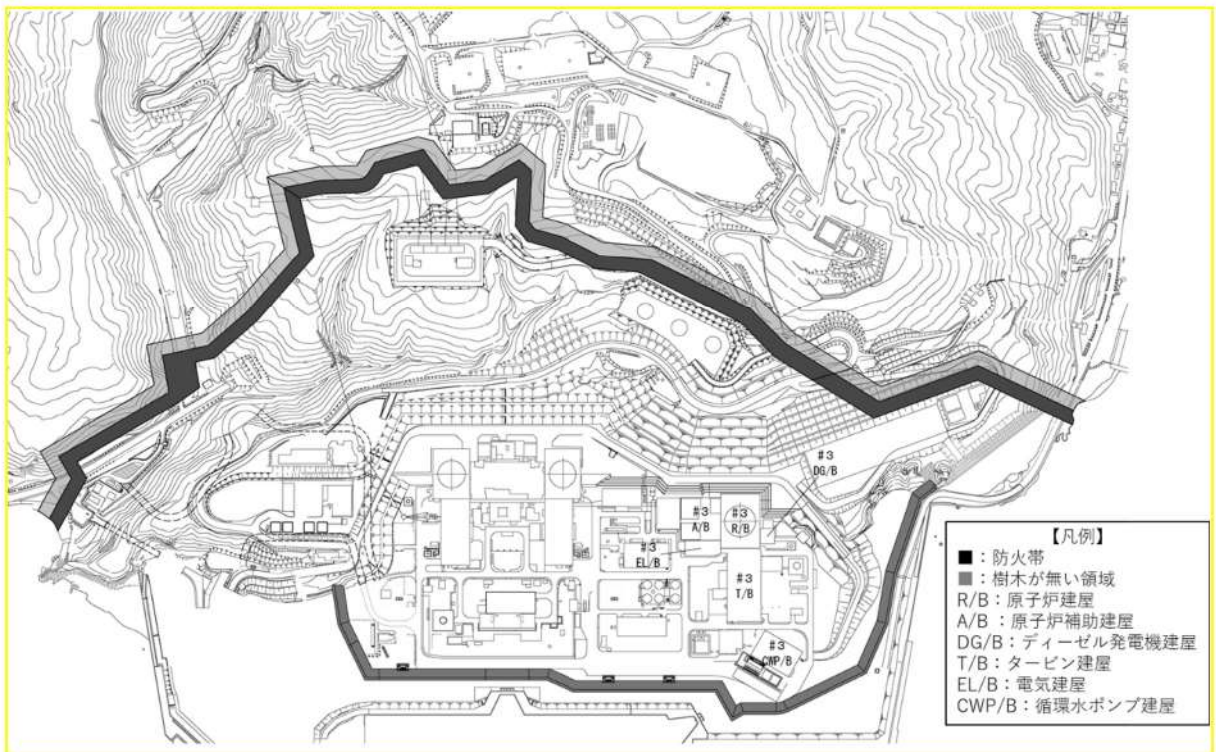 #3
DG/B
#3
A/B
#3
R/B
#3
EL/B
#3
T/B
#3
CWP/B
【凡例】
■：防火帯
■：樹木が無い領域
R/B：原子炉建屋
A/B：原子炉補助建屋
DG/B：ディーゼル発電機建屋
T/B：タービン建屋
EL/B：電気建屋
CWP/B：循環水ポンプ建屋